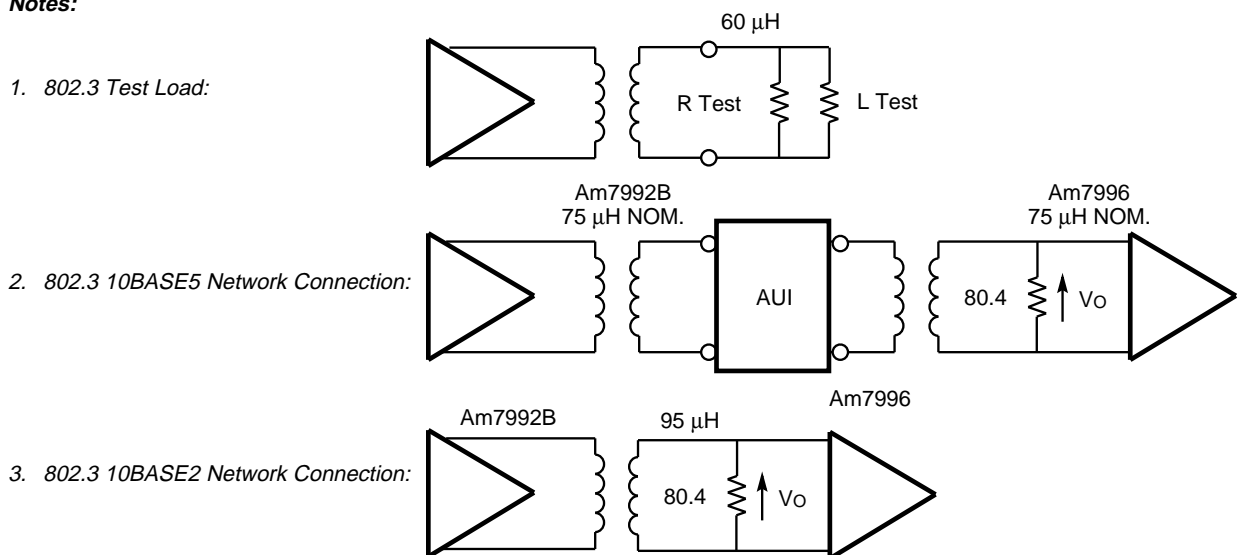 Notes:
60 μH
1. 802.3 Test Load:
R Test
L Test
Am7992B
75 μH NOM.
Am7996
75 μH NOM.
2. 802.3 10BASE5 Network Connection:
AUI
80.4
VO
Am7992B
95 μH
Am7996
3. 802.3 10BASE2 Network Connection:
80.4
VO